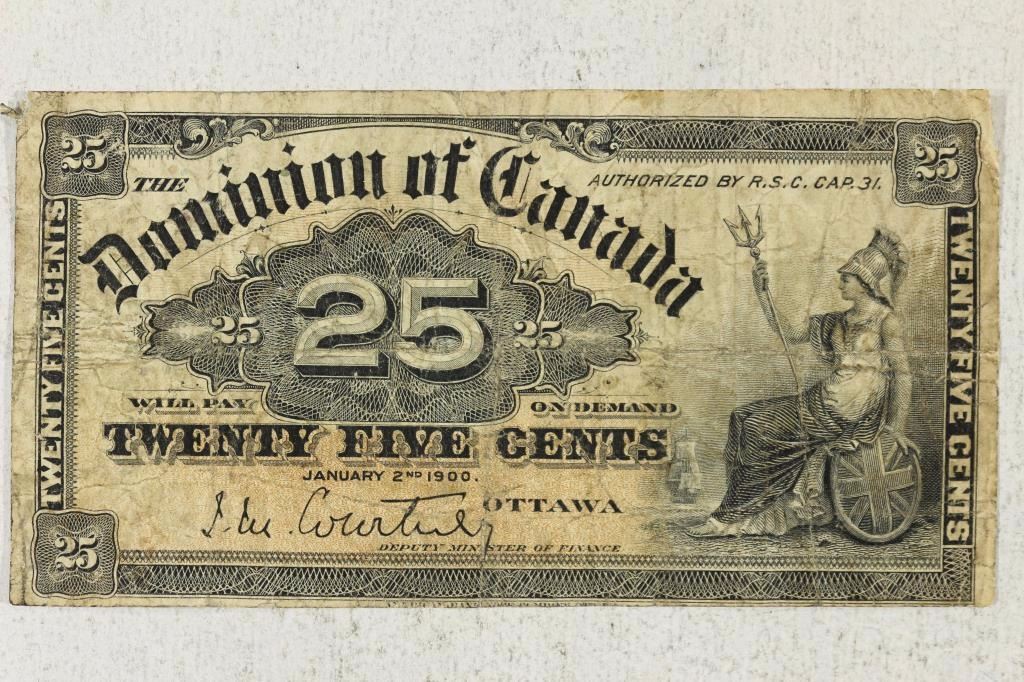 25
25
THE Dominion of Canada
AUTHORIZED BY R.S.C. CAP. 31.
TWENTY FIVE CENTS
TWENTY FIVE CENTS
25 25 25
WILL PAY ON DEMAND
TWENTY FIVE CENTS
JANUARY 2ND 1900.
J.M. Courtney OTTAWA
DEPUTY MINISTER OF FINANCE
25